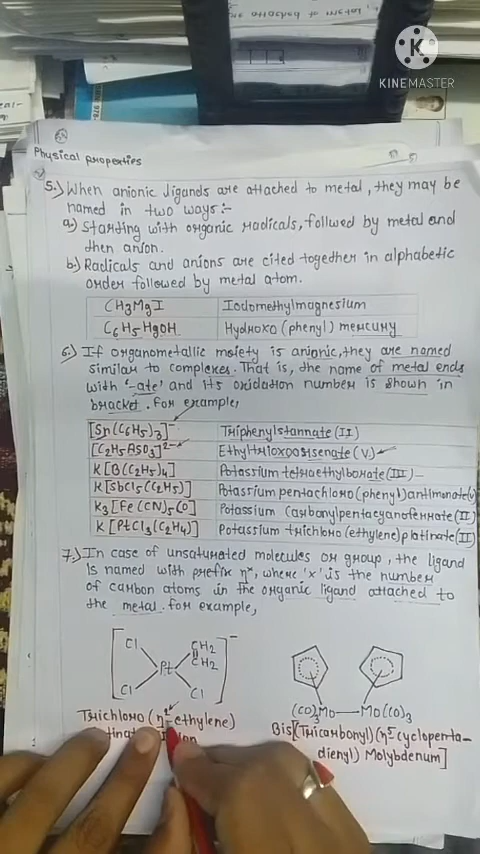 me attached to metal, t
KINEMASTER
Physical properties
5.) When anionic ligands are attached to metal, they may be
named in two ways:-
a.) Starting with organic radicals, follwed by metal and
then anion.
b.) Radicals and anions are cited together in alphabetic
order followed by metal atom.
CH3MgI Iodomethylmagnesium
C6H5HgOH Hydroxo (phenyl) mercury
6.) If organometallic moiety is anionic, they are named
similar to complexes. That is, the name of metal ends
with '-ate' and its oxidation number is shown in
bracket. For example,
[Sn(C6H5)3]⁻ Triphenylstannate (II)
[C2H5ASO3]²⁻ Ethyltrioxoarsenate (V)
K[B(C2H5)4] Potassium tetraethylborate (III)
K[SbCl5(C6H5)] Potassium pentachloro (phenyl) antimonate (V)
K3[Fe(CN)5CO] Potassium Carbonylpentacyanoferrate (II)
K[PtCl3(C2H4)] Potassium trichloro (ethylene) platinate (II)
7.) In case of unsaturated molecules or group, the ligand
is named with prefix ηˣ, where 'x' is the number
of carbon atoms in the organic ligand attached to
the metal. For example,
Cl CH2
Pt CH2
Cl Cl
(CO)3Mo Mo(CO)3
Trichloro (η²-ethylene)
Bis[(Tricarbonyl)(η⁵-cyclopenta-
dienyl) Molybdenum]